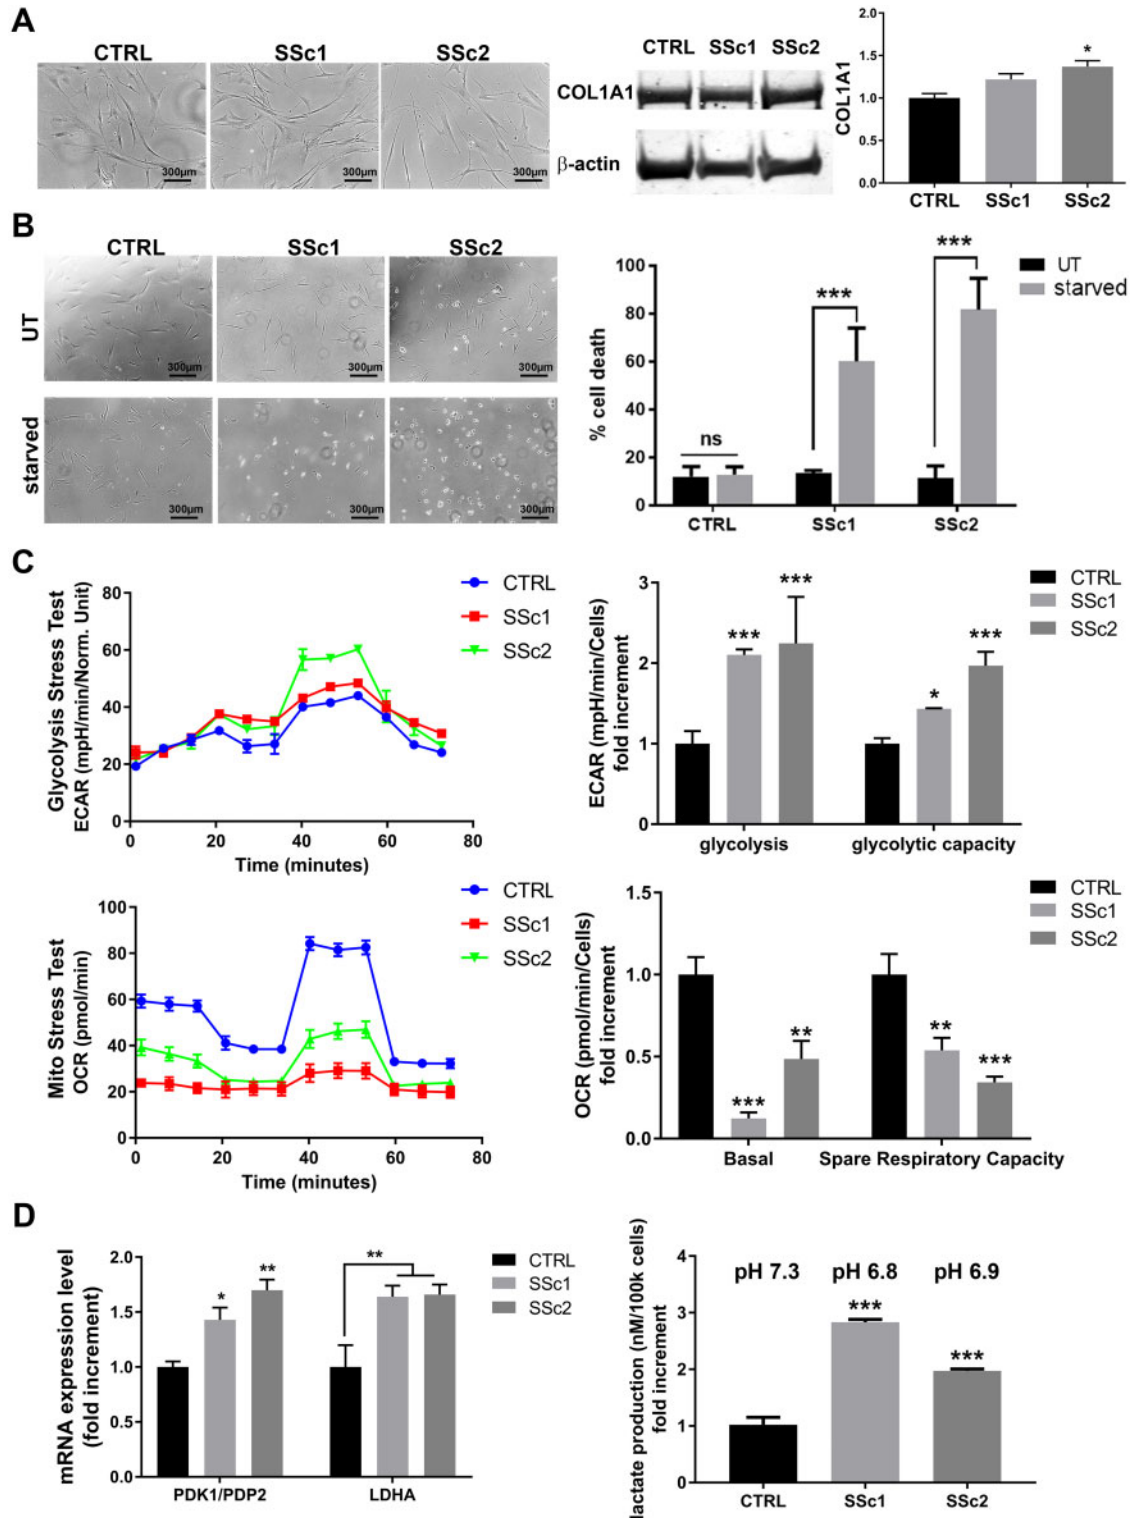 A
CTRL SSc1 SSc2
300µm 300µm 300µm
CTRL SSc1 SSc2
COL1A1
β-actin
COL1A1
1.5
1.0
0.5
0.0
*
CTRL SSc1 SSc2
B
CTRL SSc1 SSc2
UT
300µm 300µm 300µm
starved
300µm 300µm 300µm
% cell death
100
80
60
40
20
0
ns
***
***
UT
starved
CTRL SSc1 SSc2
C
Glycolysis Stress Test
ECAR (mpH/min/Norm. Unit)
80
60
40
20
0
0 20 40 60 80
Time (minutes)
CTRL
SSc1
SSc2
ECAR (mpH/min/Cells)
fold increment
3
2
1
0
*** *** * ***
glycolysis glycolytic capacity
CTRL
SSc1
SSc2
Mito Stress Test
OCR (pmol/min)
100
80
60
40
20
0
0 20 40 60 80
Time (minutes)
CTRL
SSc1
SSc2
OCR (pmol/min/Cells)
fold increment
1.5
1.0
0.5
0.0
*** ** ** ***
Basal Spare Respiratory Capacity
CTRL
SSc1
SSc2
D
mRNA expression level
(fold increment)
2.0
1.5
1.0
0.5
0.0
* ** **
PDK1/PDP2 LDHA
CTRL
SSc1
SSc2
lactate production (nM/100k cells)
fold increment
4
3
2
1
0
pH 7.3 pH 6.8 pH 6.9
*** ***
CTRL SSc1 SSc2